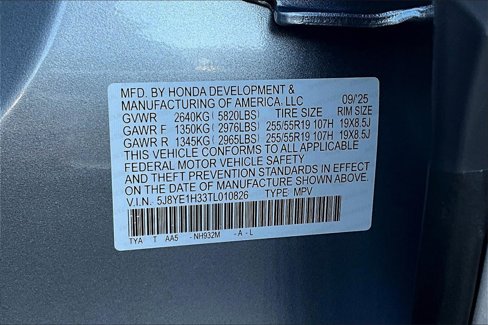 MFD. BY HONDA DEVELOPMENT &
MANUFACTURING OF AMERICA, LLC 09/'25
GVWR 2640KG ( 5820LBS) TIRE SIZE RIM SIZE
GAWR F 1350KG ( 2976LBS) 255/55R19 107H 19X8.5J
GAWR R 1345KG ( 2965LBS) 255/55R19 107H 19X8.5J
THIS VEHICLE CONFORMS TO ALL APPLICABLE
FEDERAL MOTOR VEHICLE SAFETY
AND THEFT PREVENTION STANDARDS IN EFFECT
ON THE DATE OF MANUFACTURE SHOWN ABOVE.
V.I.N. 5J8YE1H33TL010826 TYPE MPV
TYA T AA5 - NH932M - A - L